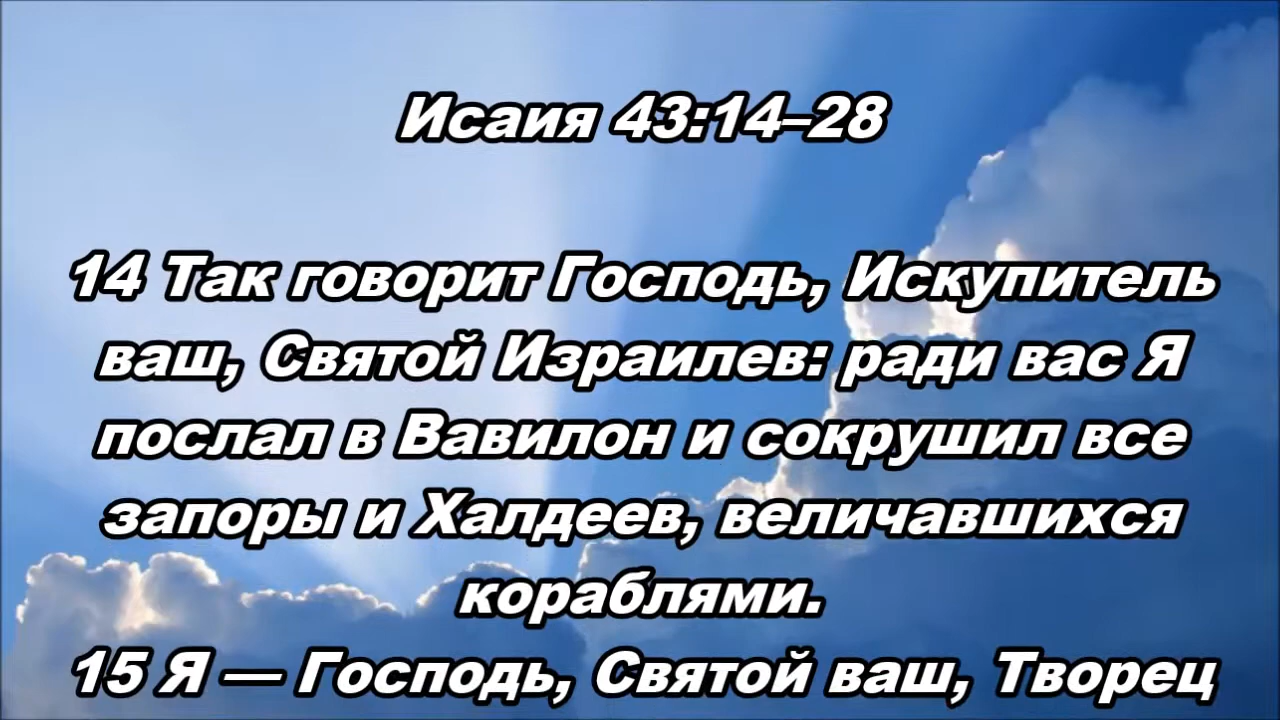 Исаия 43:14–28
14 Так говорит Господь, Искупитель
ваш, Святой Израилев: ради вас Я
послал в Вавилон и сокрушил все
запоры и Халдеев, величавшихся
кораблями.
15 Я — Господь, Святой ваш, Творец